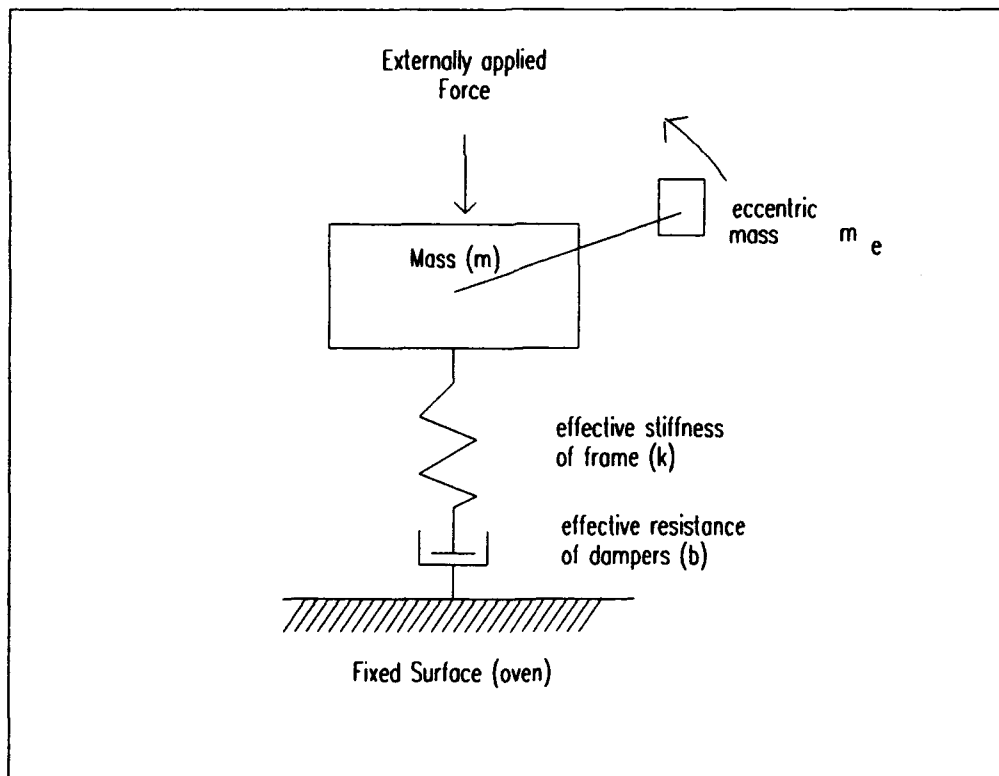 Externally applied
Force
eccentric
mass m e
Mass (m)
effective stiffness
of frame (k)
effective resistance
of dampers (b)
Fixed Surface (oven)